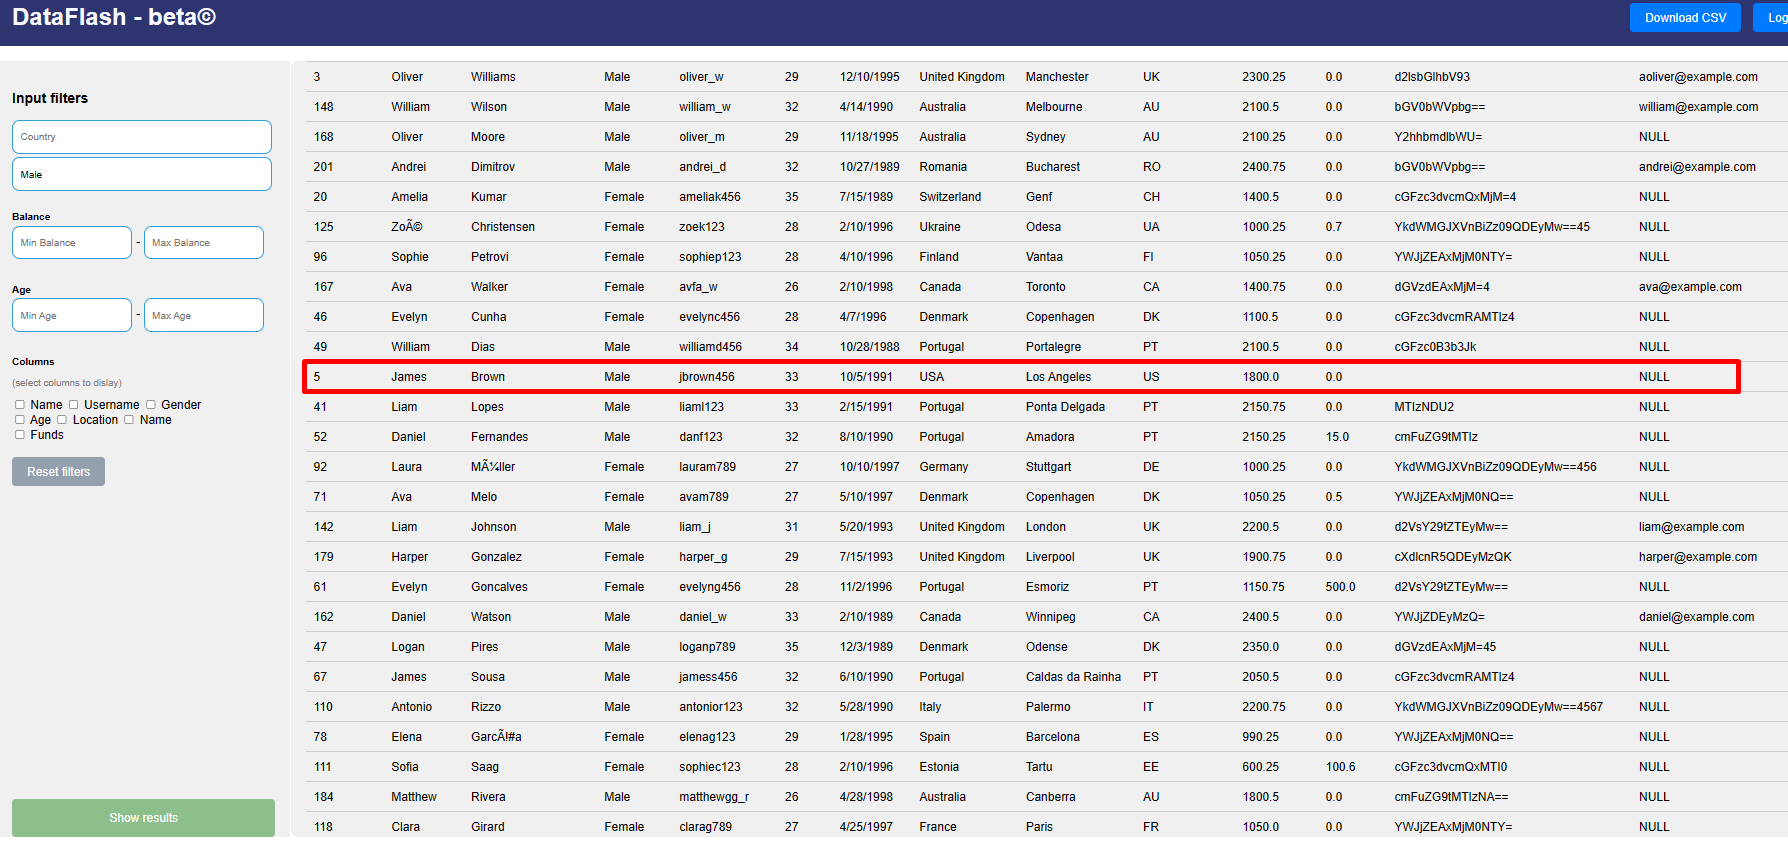 DataFlash - beta©
Download CSV Log
Input filters
Country
Male
Balance
Min Balance - Max Balance
Age
Min Age - Max Age
Columns
(select columns to dislay)
Name Username Gender
Age Location Name
Funds
Reset filters
Show results
3 Oliver Williams Male oliver_w 29 12/10/1995 United Kingdom Manchester UK 2300.25 0.0 d2lsbGlhbV93 aoliver@example.com
148 William Wilson Male william_w 32 4/14/1990 Australia Melbourne AU 2100.5 0.0 bGV0bWVpbg== william@example.com
168 Oliver Moore Male oliver_m 29 11/18/1995 Australia Sydney AU 2100.25 0.0 Y2hhbmdlbWU= NULL
201 Andrei Dimitrov Male andrei_d 32 10/27/1989 Romania Bucharest RO 2400.75 0.0 bGV0bWVpbg== andrei@example.com
20 Amelia Kumar Female ameliak456 35 7/15/1989 Switzerland Genf CH 1400.5 0.0 cGFzc3dvcmQxMjM=4 NULL
125 ZoÃ© Christensen Female zoek123 28 2/10/1996 Ukraine Odesa UA 1000.25 0.7 YkdWMGJXVnBiZz09QDEyMw==45 NULL
96 Sophie Petrovi Female sophiep123 28 4/10/1996 Finland Vantaa FI 1050.25 0.0 YWJjZEAxMjM0NTY= NULL
167 Ava Walker Female avfa_w 26 2/10/1998 Canada Toronto CA 1400.75 0.0 dGVzdEAxMjM=4 ava@example.com
46 Evelyn Cunha Female evelync456 28 4/7/1996 Denmark Copenhagen DK 1100.5 0.0 cGFzc3dvcmRAMTIz4 NULL
49 William Dias Male williamd456 34 10/28/1988 Portugal Portalegre PT 2100.5 0.0 cGFzc0B3b3Jk NULL
5 James Brown Male jbrown456 33 10/5/1991 USA Los Angeles US 1800.0 0.0 NULL
41 Liam Lopes Male liaml123 33 2/15/1991 Portugal Ponta Delgada PT 2150.75 0.0 MTIzNDU2 NULL
52 Daniel Fernandes Male danf123 32 8/10/1990 Portugal Amadora PT 2150.25 15.0 cmFuZG9tMTIz NULL
92 Laura MÃ¼ller Female lauram789 27 10/10/1997 Germany Stuttgart DE 1000.25 0.0 YkdWMGJXVnBiZz09QDEyMw==456 NULL
71 Ava Melo Female avam789 27 5/10/1997 Denmark Copenhagen DK 1050.25 0.5 YWJjZEAxMjM0NQ== NULL
142 Liam Johnson Male liam_j 31 5/20/1993 United Kingdom London UK 2200.5 0.0 d2VsY29tZTEyMw== liam@example.com
179 Harper Gonzalez Female harper_g 29 7/15/1993 United Kingdom Liverpool UK 1900.75 0.0 cXdlcnR5QDEyMzQK harper@example.com
61 Evelyn Goncalves Female evelyng456 28 11/2/1996 Portugal Esmoriz PT 1150.75 500.0 d2VsY29tZTEyMw== NULL
162 Daniel Watson Male daniel_w 33 2/10/1989 Canada Winnipeg CA 2400.5 0.0 YWJjZDEyMzQ= daniel@example.com
47 Logan Pires Male loganp789 35 12/3/1989 Denmark Odense DK 2350.0 0.0 dGVzdEAxMjM=45 NULL
67 James Sousa Male jamess456 32 6/10/1990 Portugal Caldas da Rainha PT 2050.5 0.0 cGFzc3dvcmRAMTIz4 NULL
110 Antonio Rizzo Male antonior123 32 5/28/1990 Italy Palermo IT 2200.75 0.0 YkdWMGJXVnBiZz09QDEyMw==4567 NULL
78 Elena GarcÃ!#a Female elenag123 29 1/28/1995 Spain Barcelona ES 990.25 0.0 YWJjZEAxMjM0NQ== NULL
111 Sofia Saag Female sophiec123 28 2/10/1996 Estonia Tartu EE 600.25 100.6 cGFzc3dvcmQxMTI0 NULL
184 Matthew Rivera Male matthewgg_r 26 4/28/1998 Australia Canberra AU 1800.5 0.0 cmFuZG9tMTIzNA== NULL
118 Clara Girard Female clarag789 27 4/25/1997 France Paris FR 1050.0 0.0 YWJjZEAxMjM0NTY= NULL